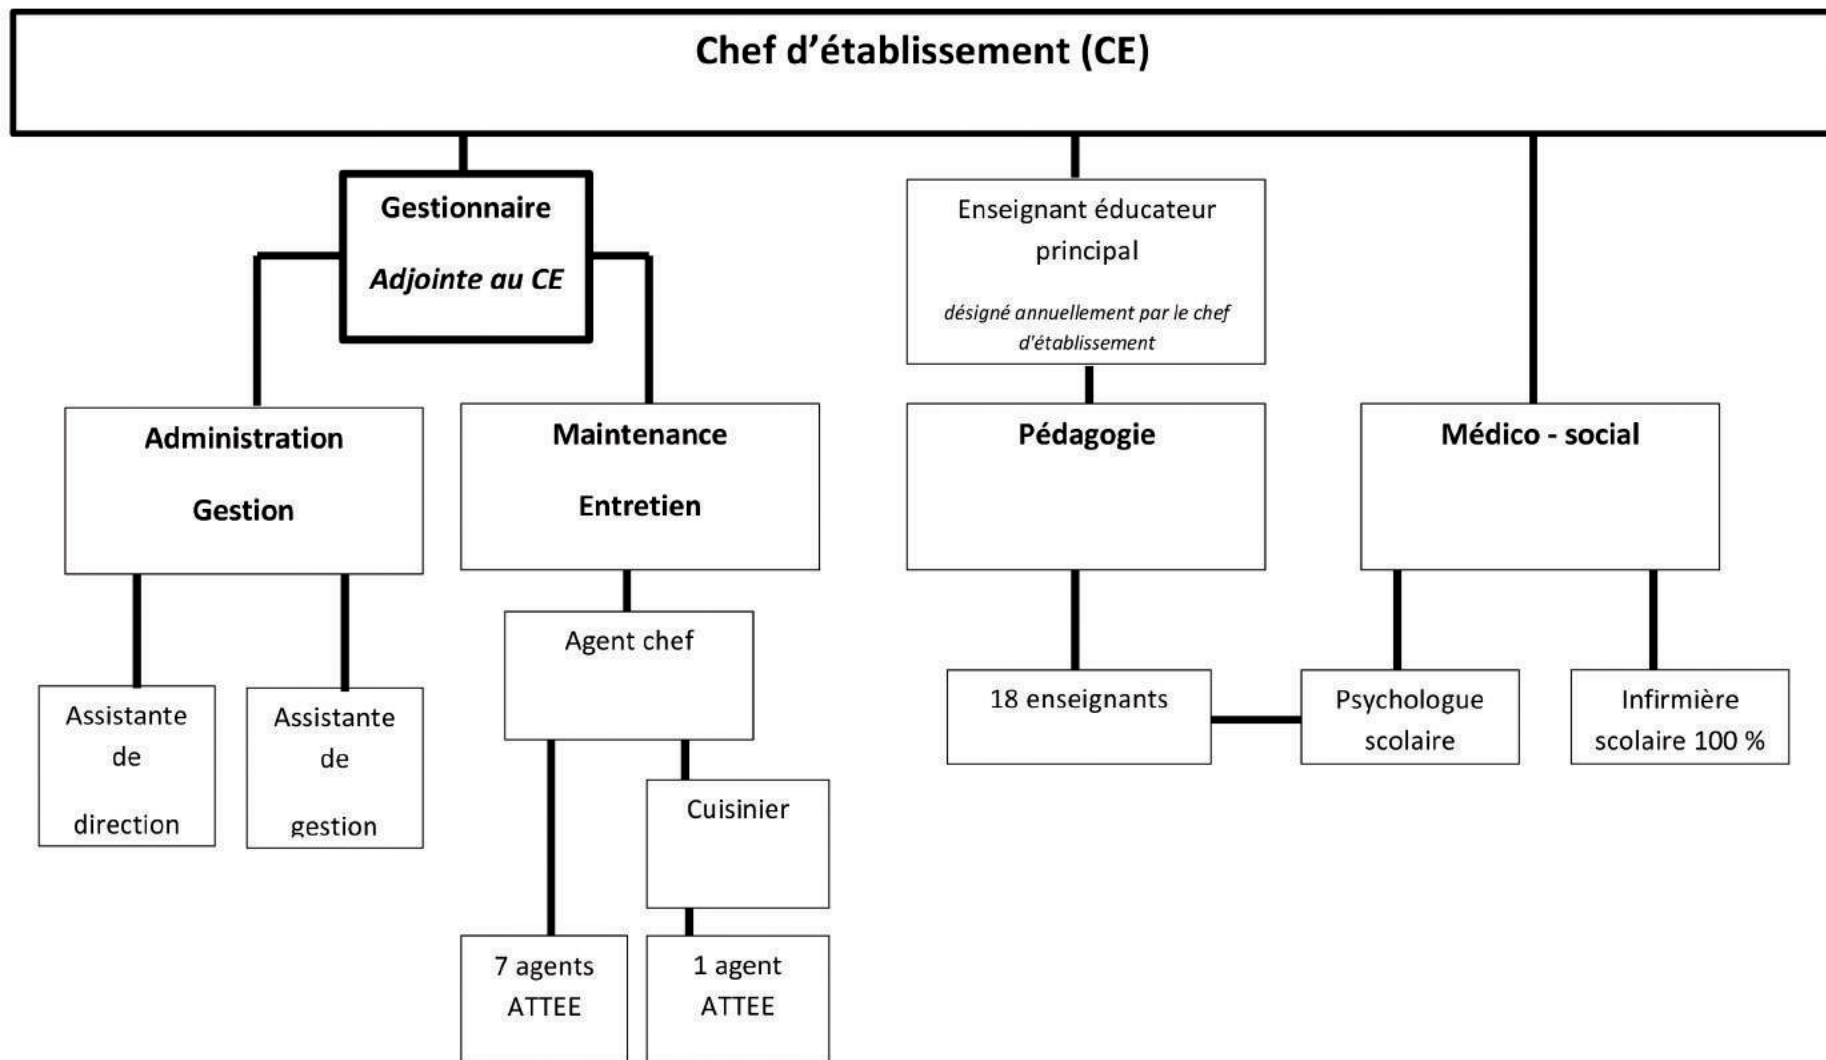 Chef d’établissement (CE)
Gestionnaire
Adjointe au CE
Enseignant éducateur
principal
désigné annuellement par le chef
d'établissement
Administration
Gestion
Maintenance
Entretien
Pédagogie
Médico - social
Agent chef
Assistante
de
direction
Assistante
de
gestion
18 enseignants
Psychologue
scolaire
Infirmière
scolaire 100 %
Cuisinier
7 agents
ATTEE
1 agent
ATTEE